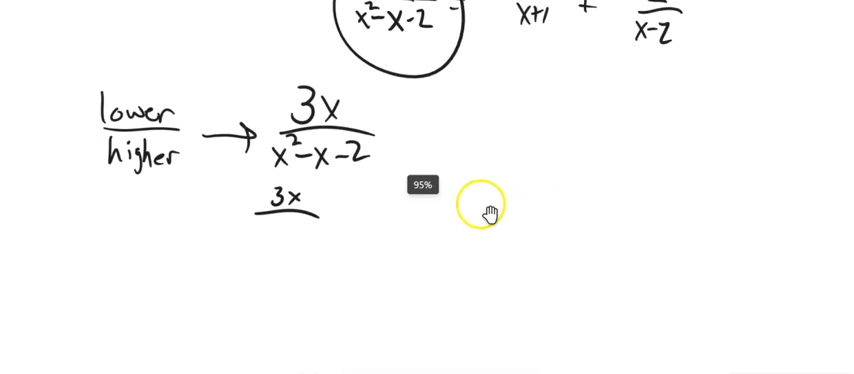 x²-x-2 x+1 + x-2
lower/higher → 3x/x²-x-2
95%
3x